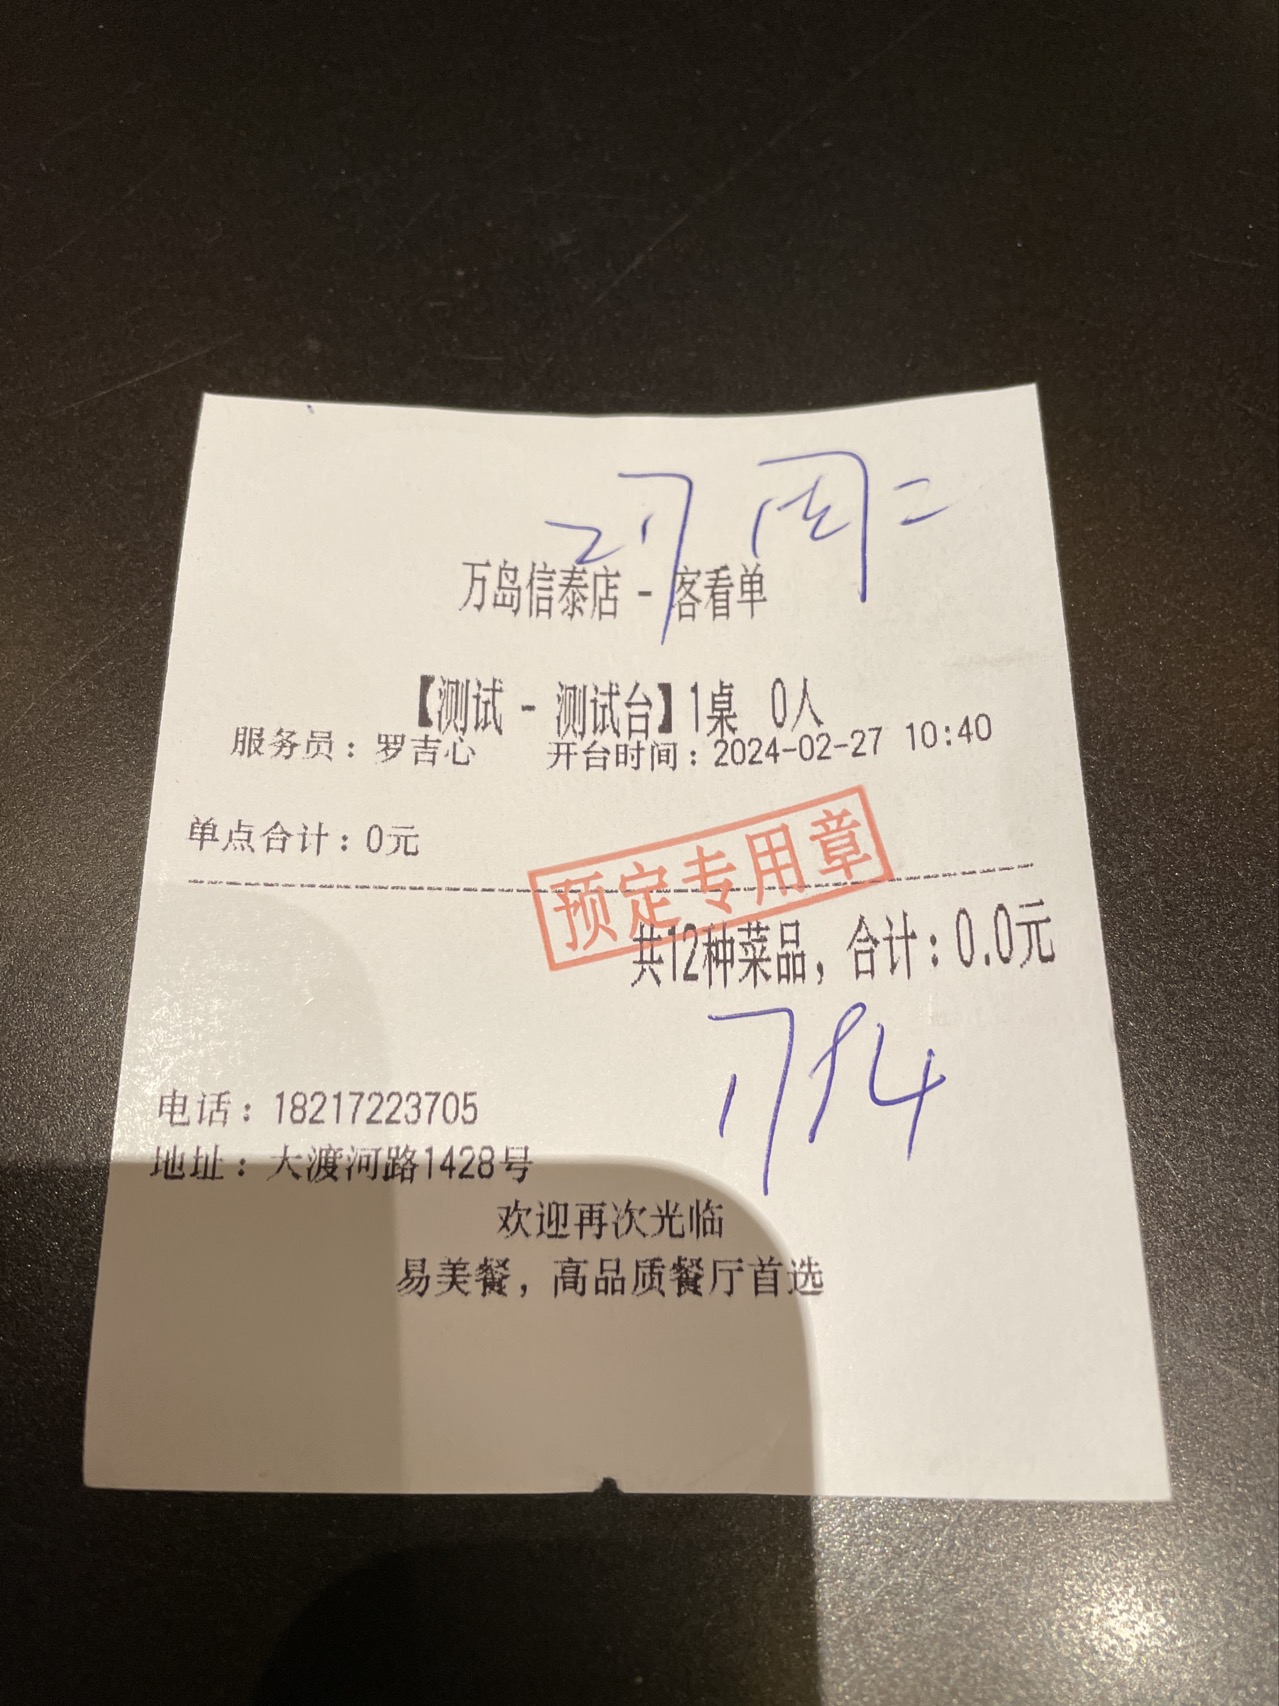 27 周二
万岛信泰店 - 客看单
【测试 - 测试台】1桌 0人
服务员：罗吉心 开台时间：2024-02-27 10:40
单点合计：0元
预定专用章
共12种菜品，合计：0.0元
电话：18217223705
地址：大渡河路1428号
欢迎再次光临
易美餐，高品质餐厅首选